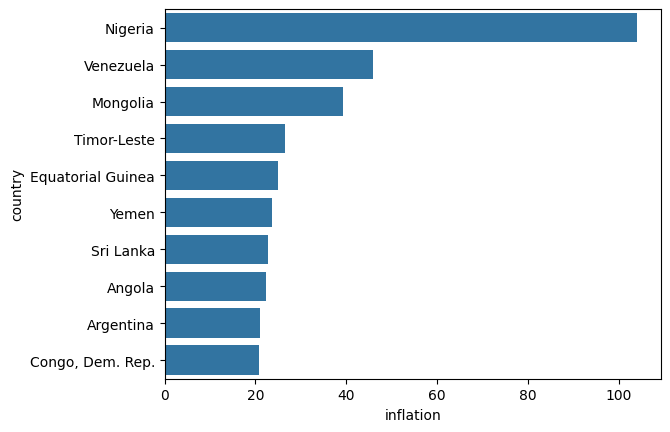 Nigeria
Venezuela
Mongolia
Timor-Leste
Equatorial Guinea
Yemen
Sri Lanka
Angola
Argentina
Congo, Dem. Rep.
country
0 20 40 60 80 100
inflation